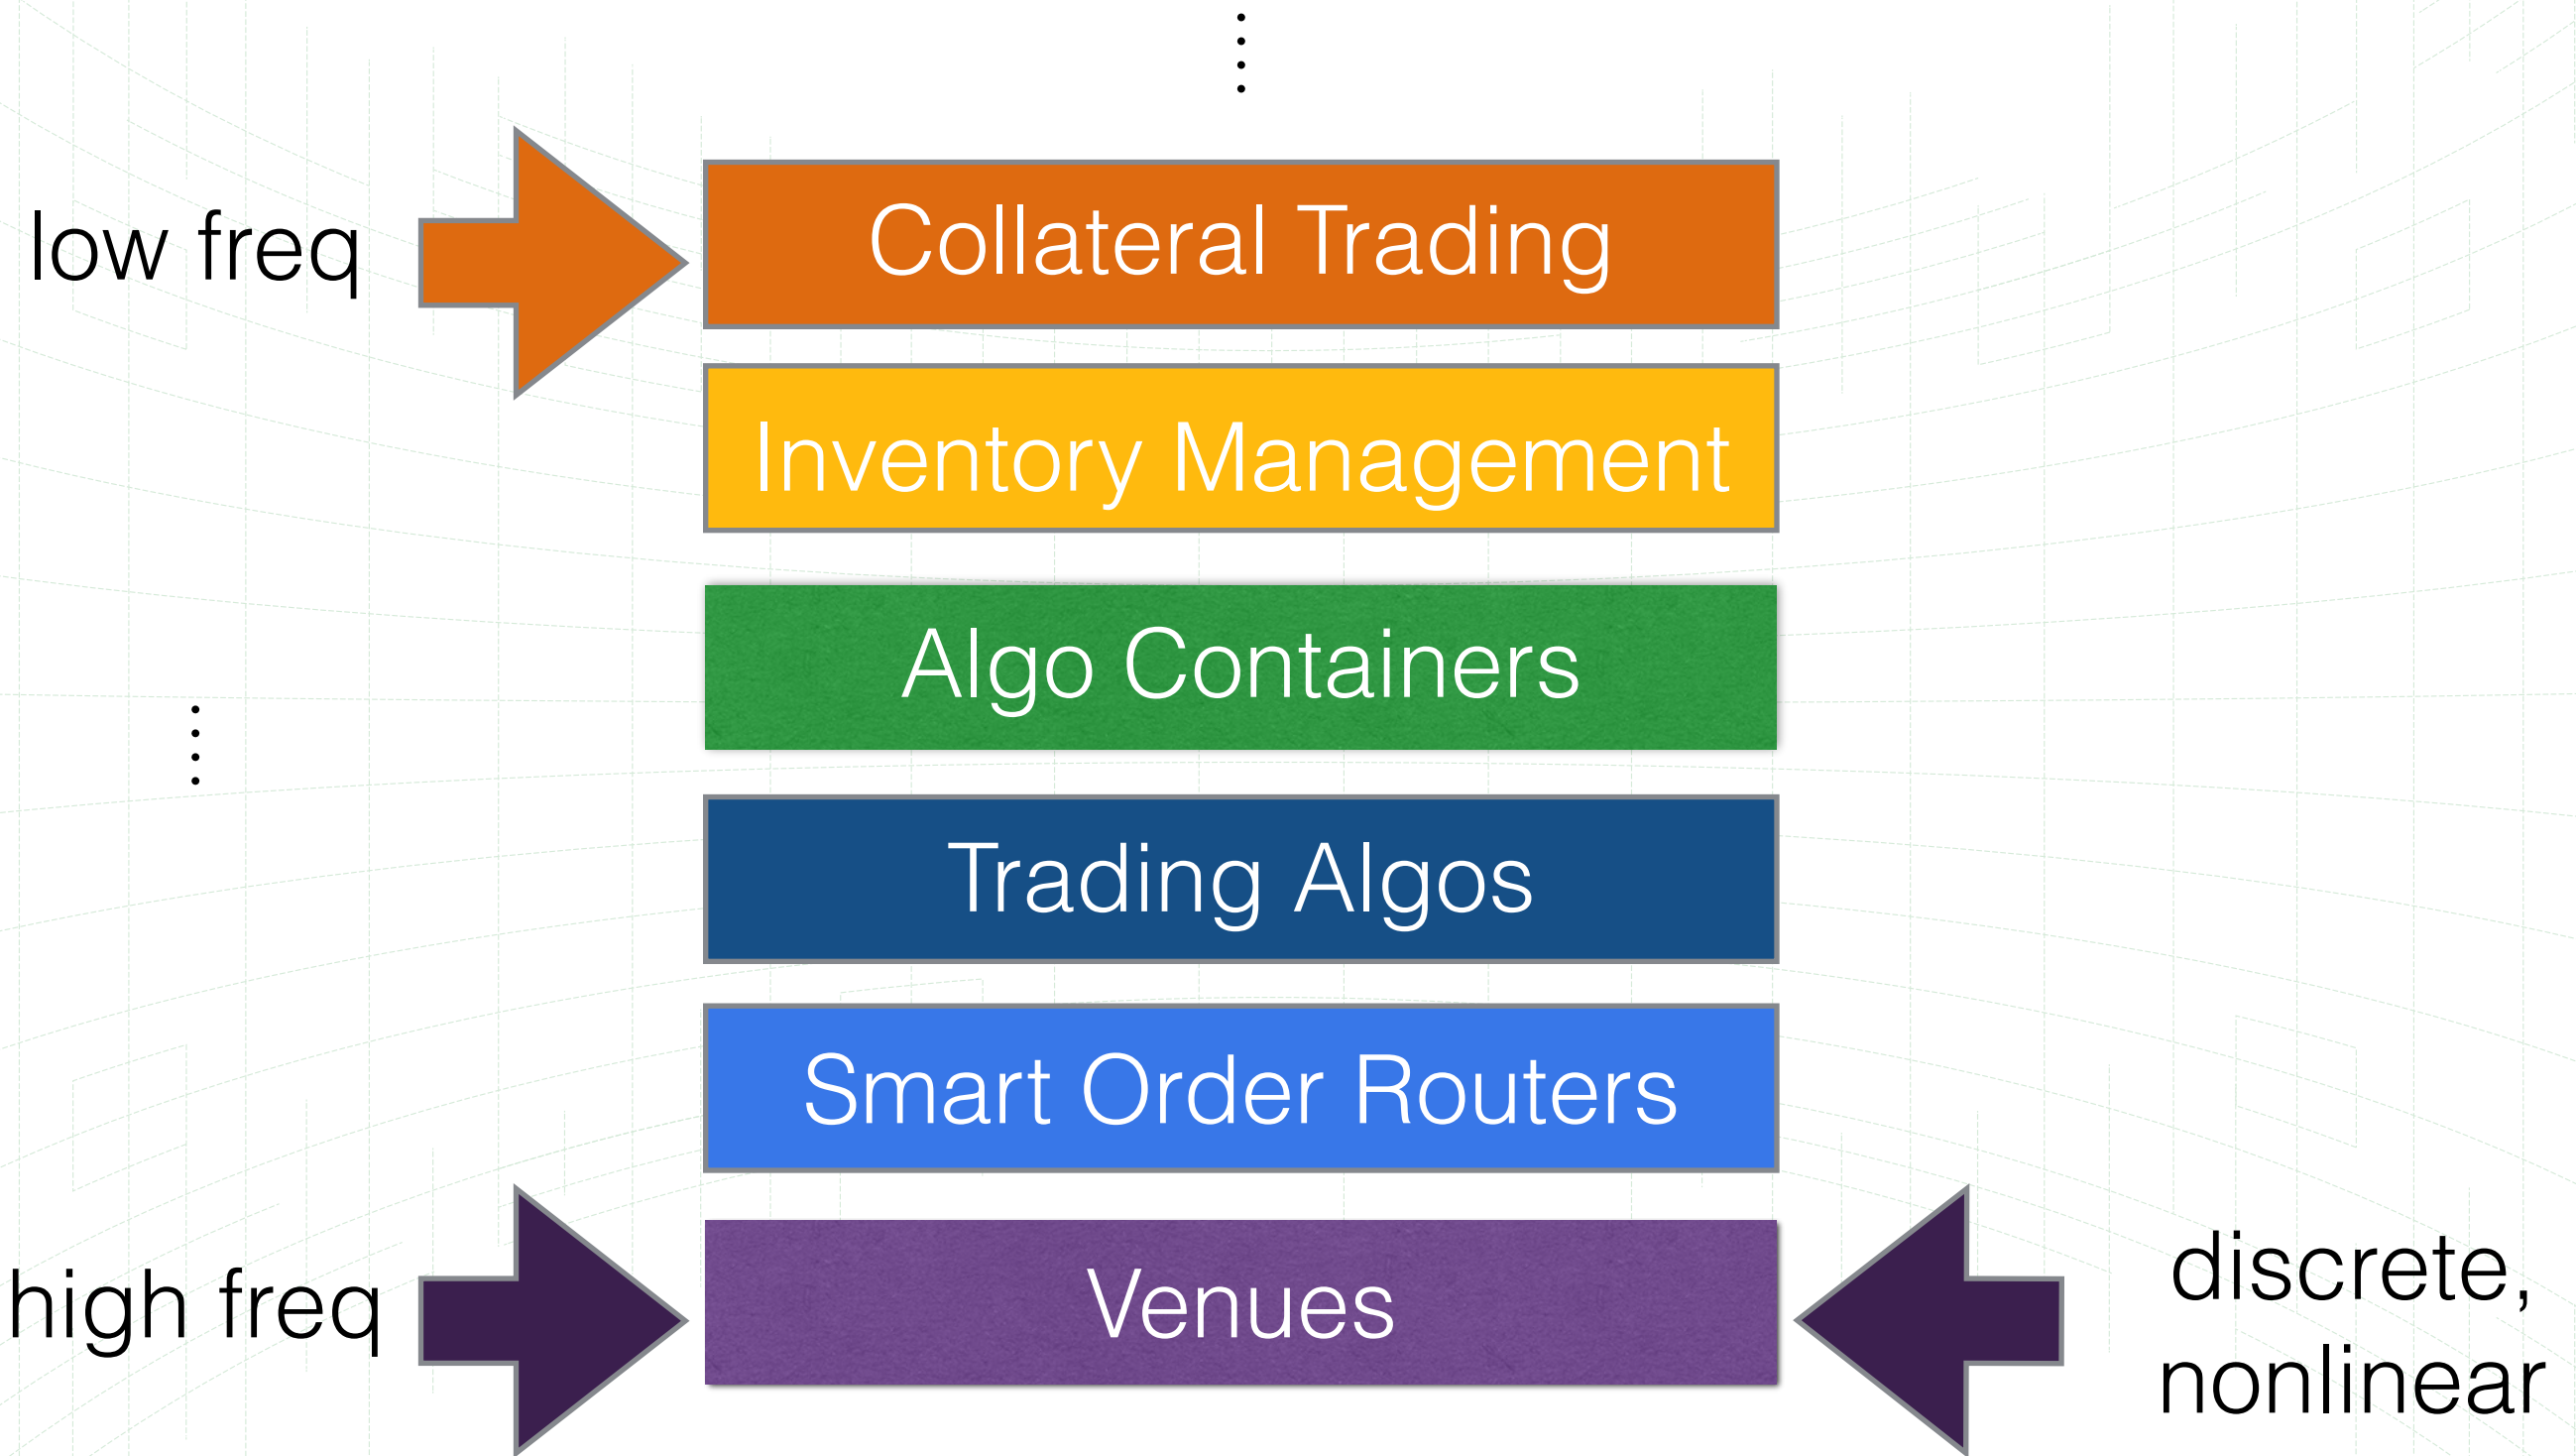 low freq
Collateral Trading
Inventory Management
Algo Containers
Trading Algos
Smart Order Routers
high freq
Venues
discrete,
nonlinear